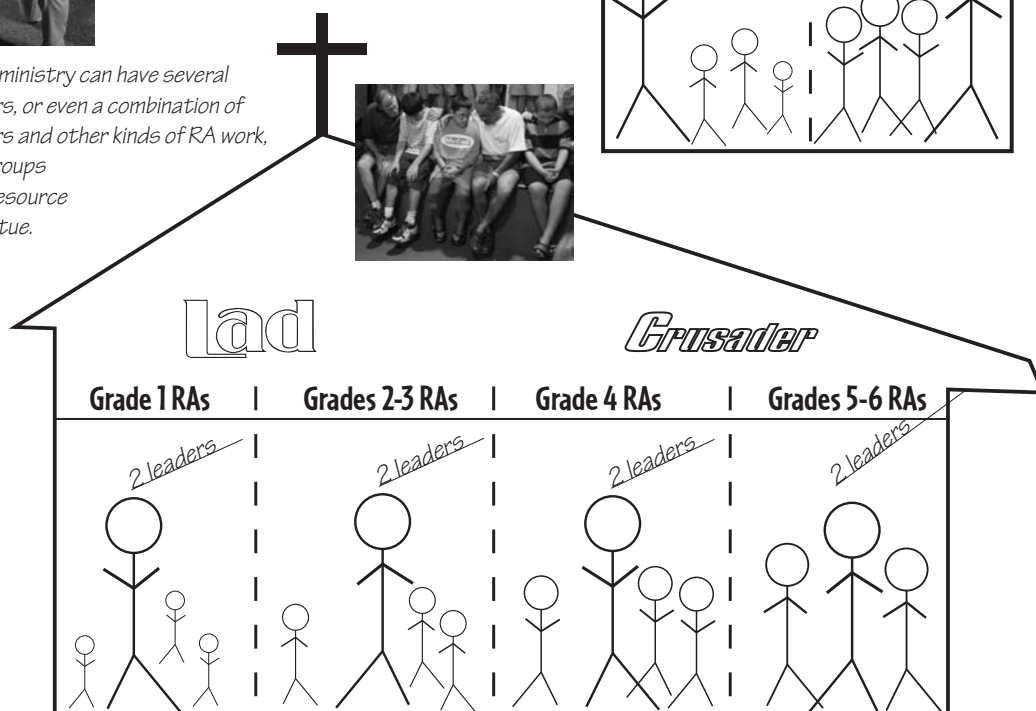 ministry can have several
rs, or even a combination of
rs and other kinds of RA work,
roups
esource
tue.
Lad
Crusader
Grade 1 RAs
Grades 2-3 RAs
Grade 4 RAs
Grades 5-6 RAs
2 leaders
2 leaders
2 leaders
2 leaders